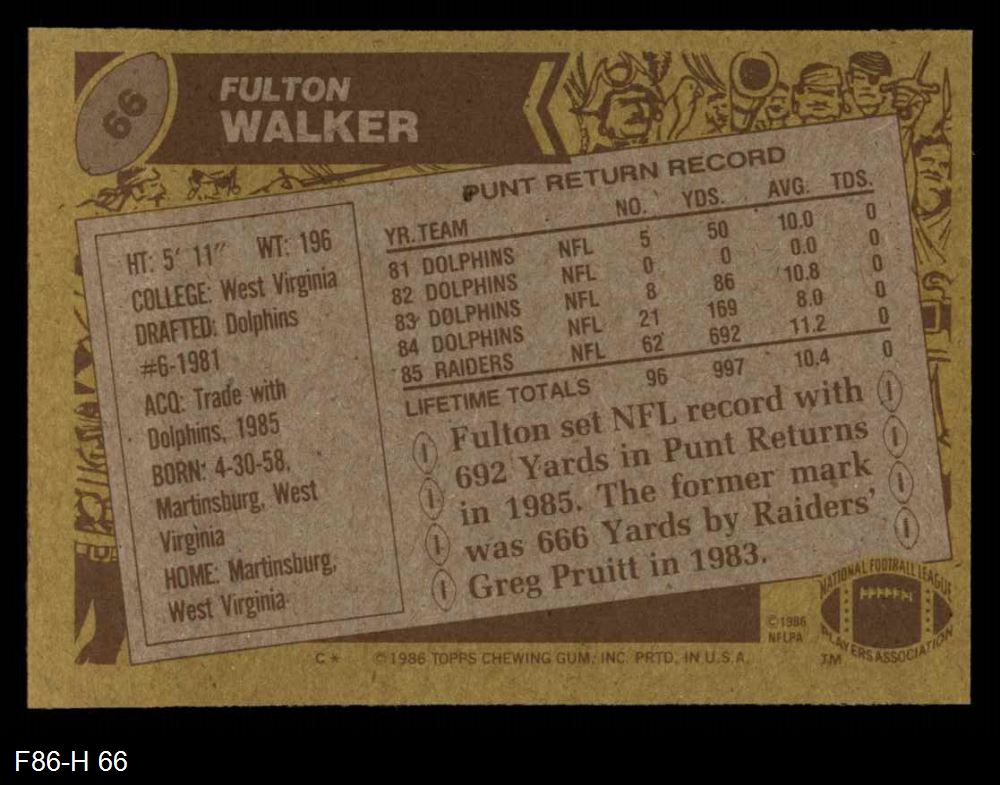 66
FULTON
WALKER
PUNT RETURN RECORD
YR. TEAM NO. YDS. AVG. TDS.
81 DOLPHINS NFL 5 50 10.0 0
82 DOLPHINS NFL 0 0 0.0 0
83 DOLPHINS NFL 8 86 10.8 0
84 DOLPHINS NFL 21 169 8.0 0
85 RAIDERS NFL 62 692 11.2 0
LIFETIME TOTALS 96 997 10.4 0
HT: 5' 11" WT: 196
COLLEGE: West Virginia
DRAFTED: Dolphins
#6-1981
ACQ: Trade with
Dolphins, 1985
BORN: 4-30-58,
Martinsburg, West
Virginia
HOME: Martinsburg,
West Virginia
Fulton set NFL record with
692 Yards in Punt Returns
in 1985. The former mark
was 666 Yards by Raiders'
Greg Pruitt in 1983.
©1986
NFLPA
NATIONAL FOOTBALL LEAGUE
PLAYERS ASSOCIATION
TM
C* ©1986 TOPPS CHEWING GUM, INC. PRTD. IN U.S.A.
F86-H 66